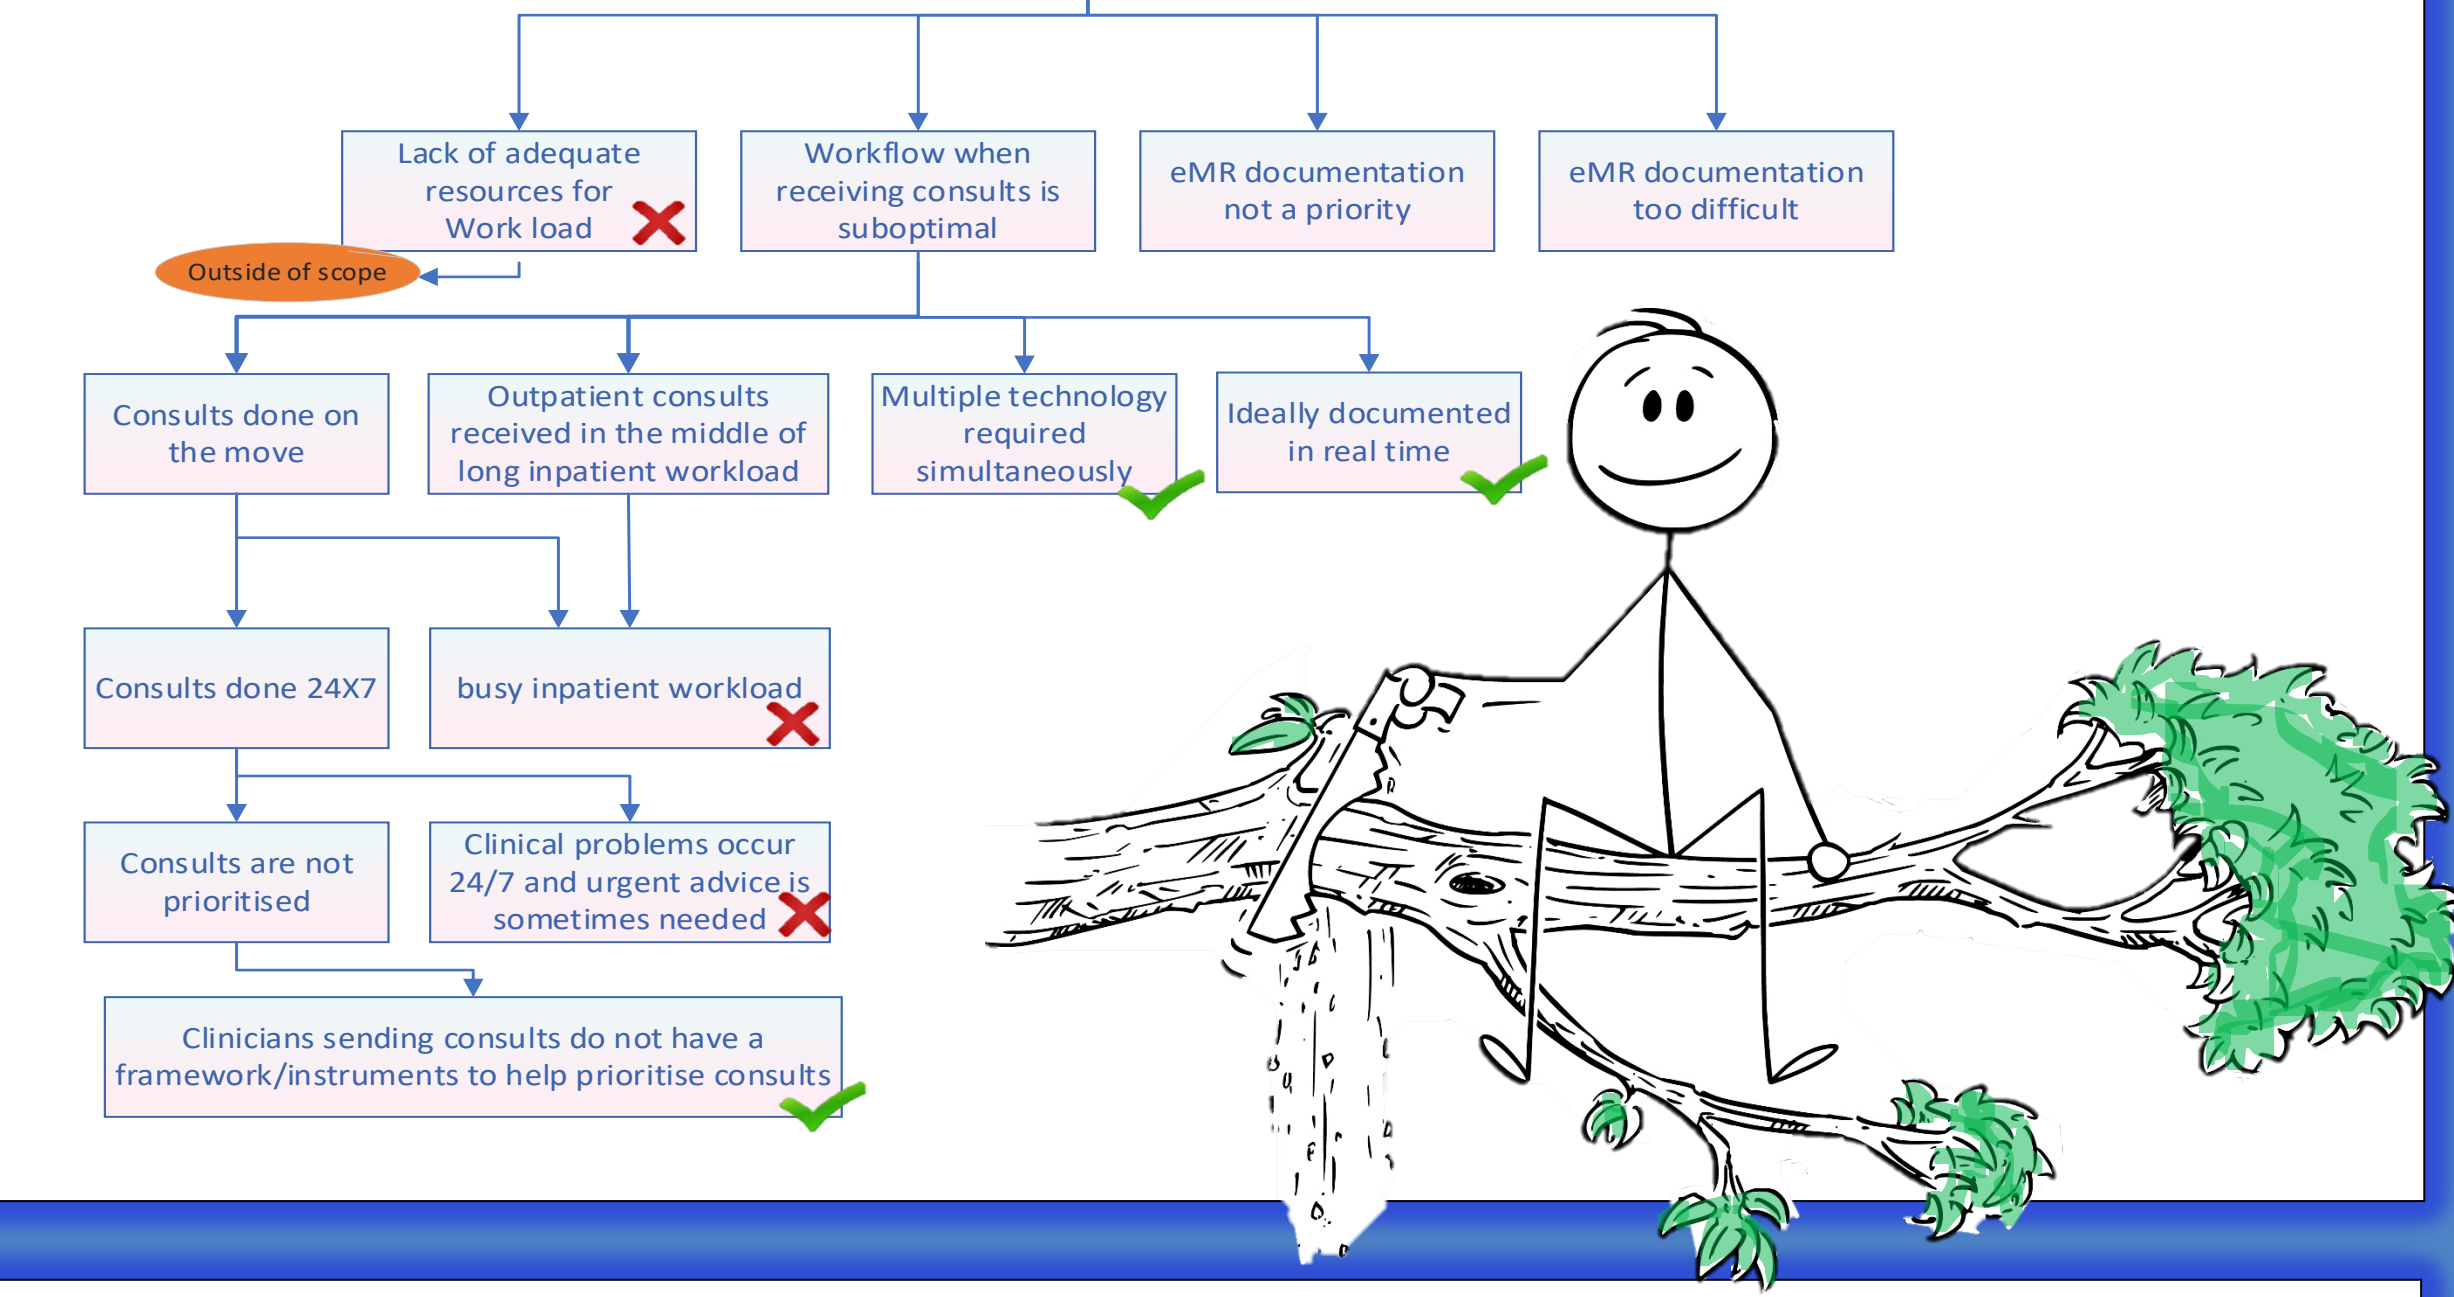 Lack of adequate
resources for
Work load
Workflow when
receiving consults is
suboptimal
eMR documentation
not a priority
eMR documentation
too difficult
Outside of scope
Consults done on
the move
Outpatient consults
received in the middle of
long inpatient workload
Multiple technology
required
simultaneously
Ideally documented
in real time
Consults done 24X7
busy inpatient workload
Consults are not
prioritised
Clinical problems occur
24/7 and urgent advice is
sometimes needed
Clinicians sending consults do not have a
framework/instruments to help prioritise consults